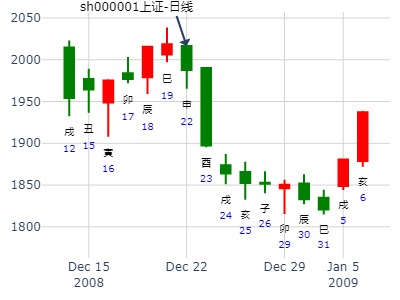 sh000001上证-日线
2050
2000
1950
1900
1850
1800
戌
12
丑
15
寅
16
卯
17
辰
18
巳
19
申
22
酉
23
戌
24
亥
25
子
26
卯
29
辰
30
巳
31
戌
5
亥
6
Dec 15
2008
Dec 22
Dec 29
Jan 5
2009